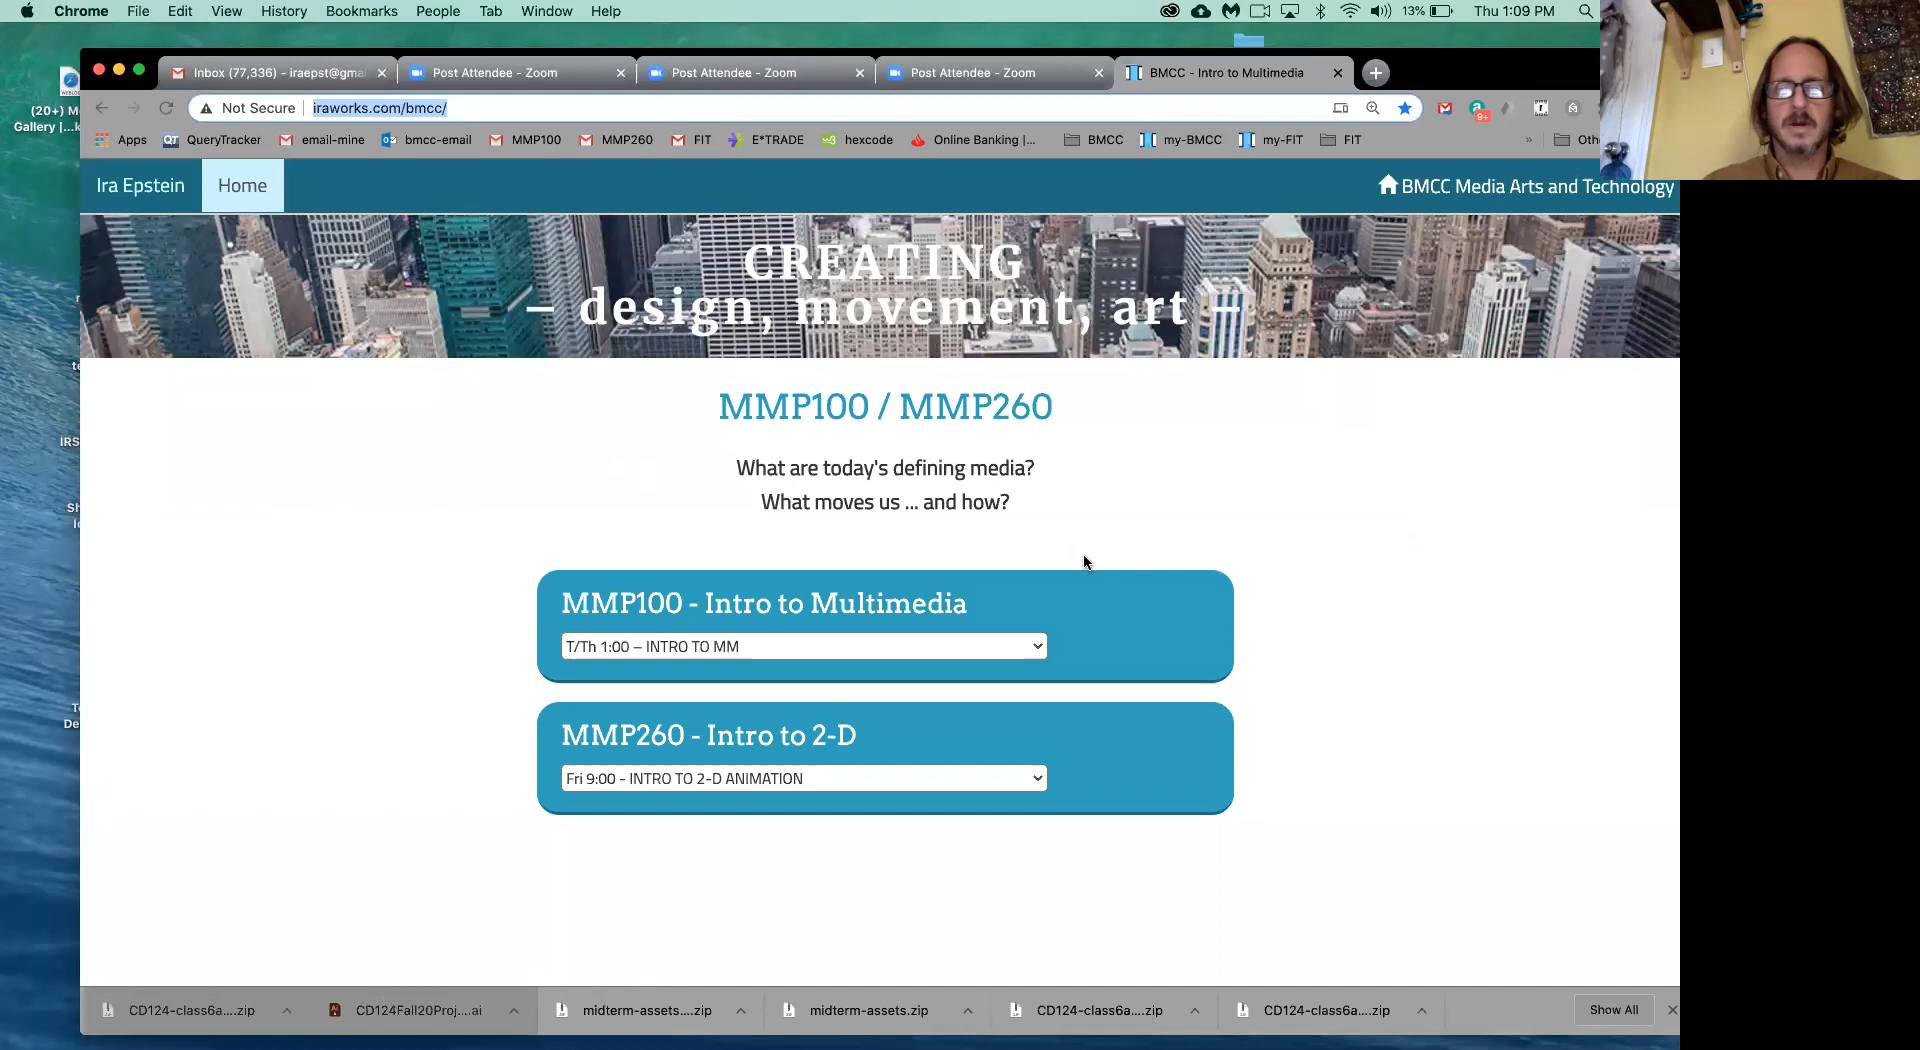 Chrome File Edit View History Bookmarks People Tab Window Help 13% Thu 1:09 PM
Inbox (77,336) - iraepst@gma Post Attendee - Zoom Post Attendee - Zoom Post Attendee - Zoom BMCC - Intro to Multimedia
Not Secure iraworks.com/bmcc/ 9+
Apps QueryTracker email-mine bmcc-email MMP100 MMP260 FIT E*TRADE hexcode Online Banking |... BMCC my-BMCC my-FIT FIT » Oth
(20+) M
Gallery |...k
Ira Epstein Home BMCC Media Arts and Technology
CREATING
– design, movement, art –
MMP100 / MMP260
What are today's defining media?
What moves us ... and how?
IRS
MMP100 - Intro to Multimedia
T/Th 1:00 – INTRO TO MM
MMP260 - Intro to 2-D
Fri 9:00 - INTRO TO 2-D ANIMATION
CD124-class6a....zip CD124Fall20Proj....ai midterm-assets....zip midterm-assets.zip CD124-class6a....zip CD124-class6a....zip Show All